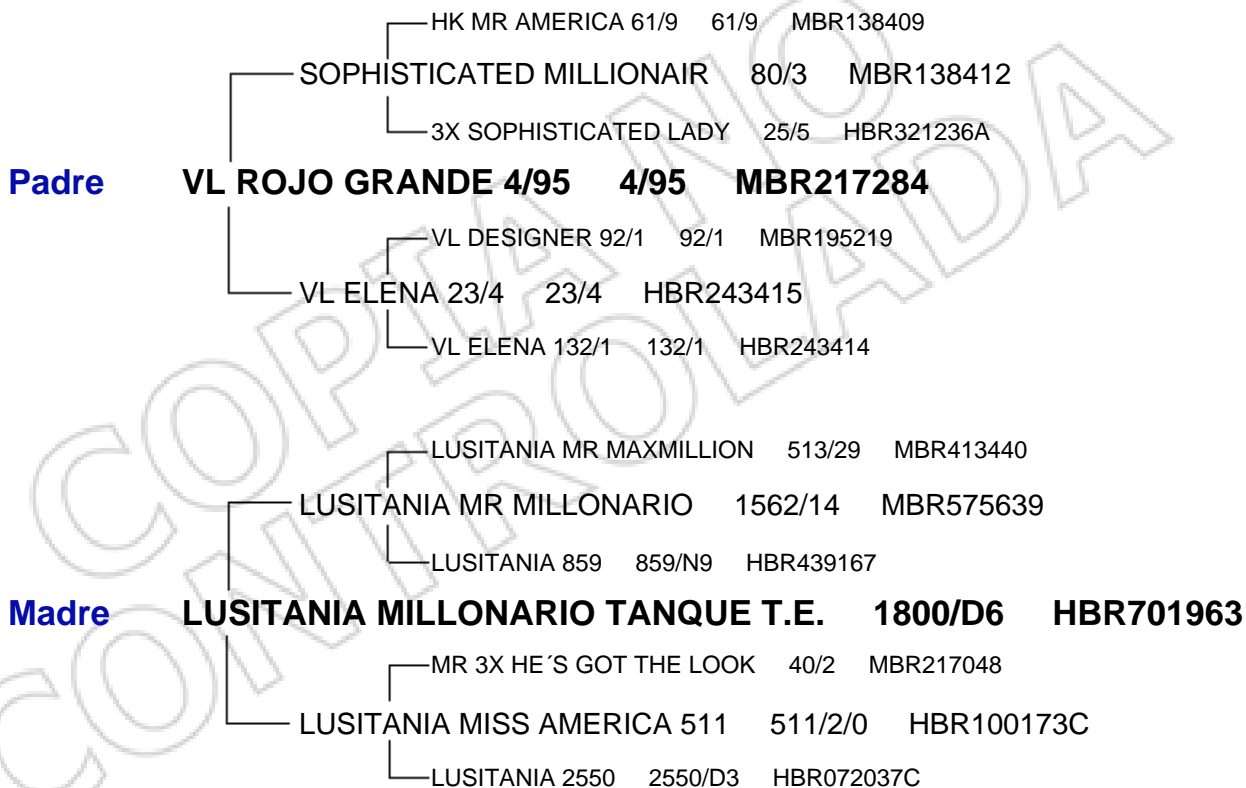 HK MR AMERICA 61/9 61/9 MBR138409
SOPHISTICATED MILLIONAIR 80/3 MBR138412
3X SOPHISTICATED LADY 25/5 HBR321236A
Padre VL ROJO GRANDE 4/95 4/95 MBR217284
VL DESIGNER 92/1 92/1 MBR195219
VL ELENA 23/4 23/4 HBR243415
VL ELENA 132/1 132/1 HBR243414
LUSITANIA MR MAXMILLION 513/29 MBR413440
LUSITANIA MR MILLONARIO 1562/14 MBR575639
LUSITANIA 859 859/N9 HBR439167
Madre LUSITANIA MILLONARIO TANQUE T.E. 1800/D6 HBR701963
MR 3X HE´S GOT THE LOOK 40/2 MBR217048
LUSITANIA MISS AMERICA 511 511/2/0 HBR100173C
LUSITANIA 2550 2550/D3 HBR072037C
COPIA NO
CONTROLADA